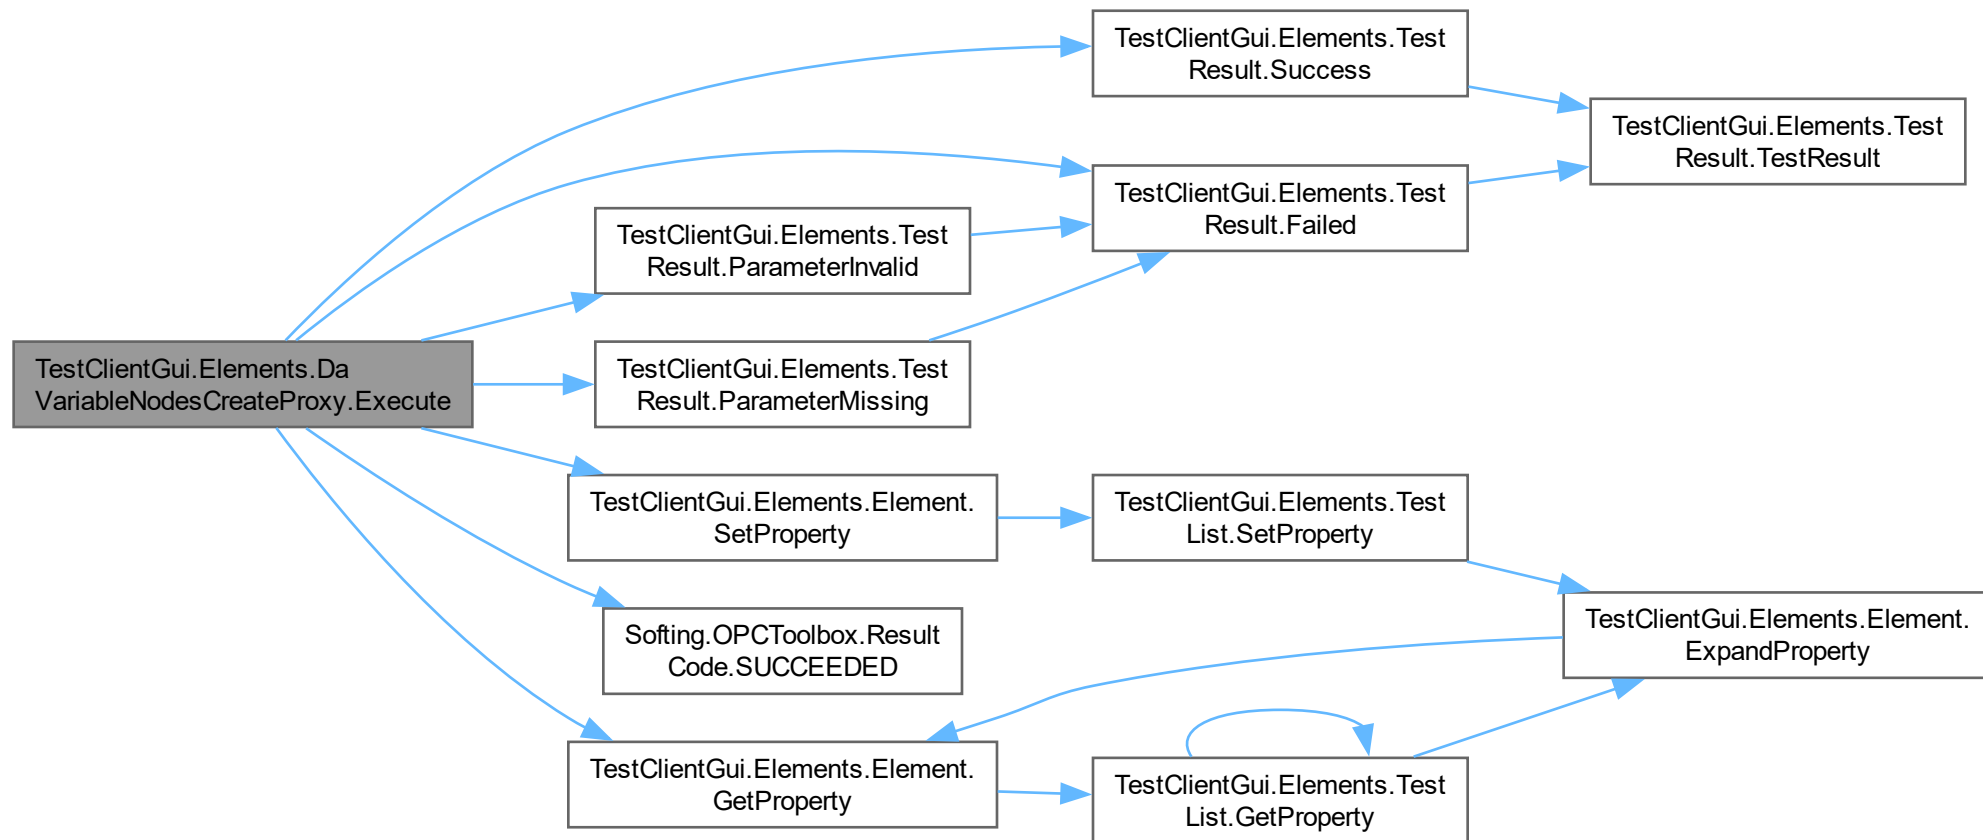 TestClientGui.Elements.Test
Result.Success
TestClientGui.Elements.Test
Result.TestResult
TestClientGui.Elements.Test
Result.Failed
TestClientGui.Elements.Test
Result.ParameterInvalid
TestClientGui.Elements.Da
VariableNodesCreateProxy.Execute
TestClientGui.Elements.Test
Result.ParameterMissing
TestClientGui.Elements.Element.
SetProperty
TestClientGui.Elements.Test
List.SetProperty
Softing.OPCToolbox.Result
Code.SUCCEEDED
TestClientGui.Elements.Element.
ExpandProperty
TestClientGui.Elements.Element.
GetProperty
TestClientGui.Elements.Test
List.GetProperty